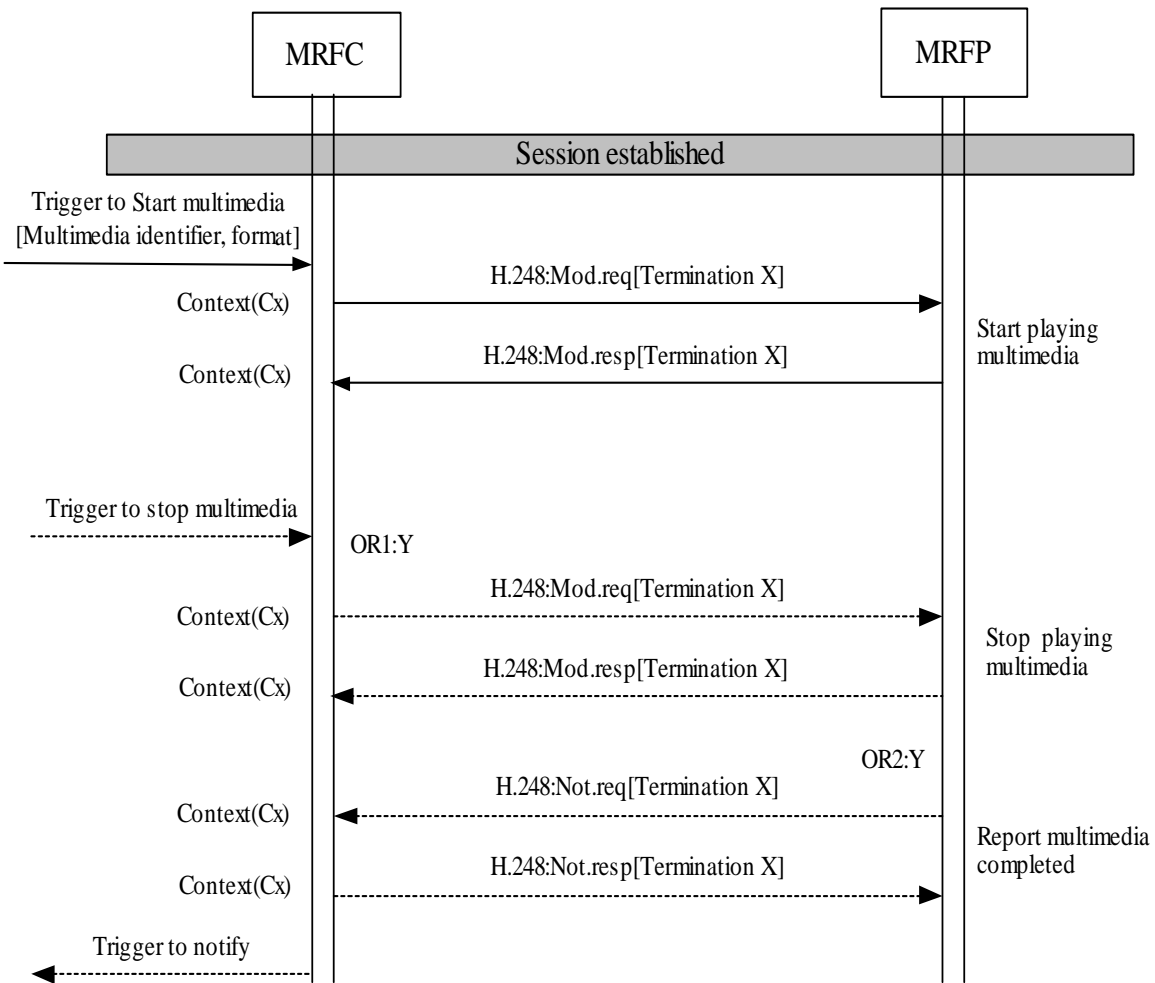 MRFC
MRFP
Session established
Trigger to Start multimedia
[Multimedia identifier, format]
H.248:Mod.req[Termination X]
Context(Cx)
Start playing
multimedia
H.248:Mod.resp[Termination X]
Context(Cx)
Trigger to stop multimedia
OR1:Y
H.248:Mod.req[Termination X]
Context(Cx)
Stop playing
multimedia
H.248:Mod.resp[Termination X]
Context(Cx)
OR2:Y
H.248:Not.req[Termination X]
Context(Cx)
Report multimedia
completed
H.248:Not.resp[Termination X]
Context(Cx)
Trigger to notify